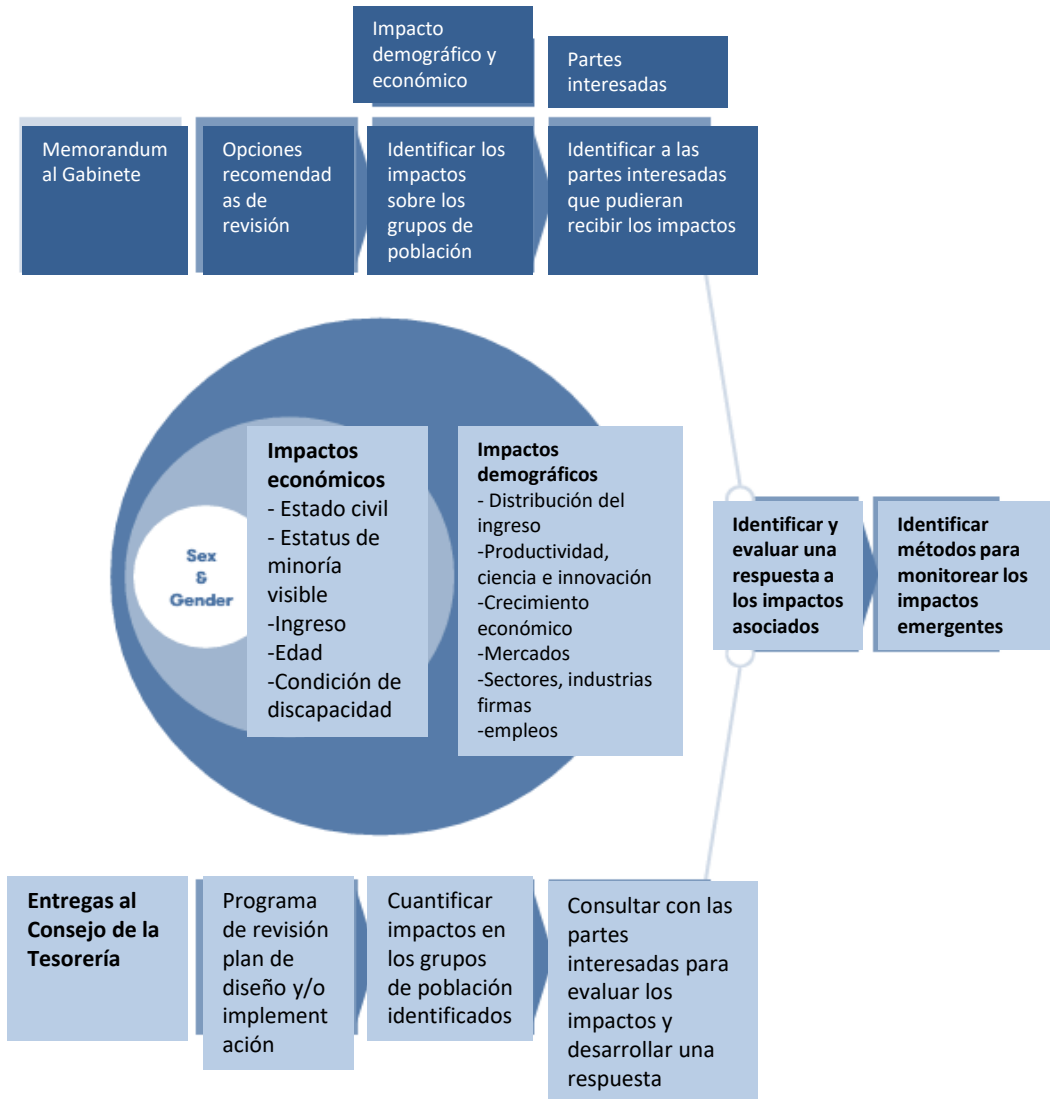 Impacto
demográfico y
económico
Partes
interesadas
Memorandum
al Gabinete
Opciones
recomendad
as de
revisión
Identificar los
impactos
sobre los
grupos de
población
Identificar a las
partes interesadas
que pudieran
recibir los impactos
Sex
&
Gender
Impactos
económicos
- Estado civil
- Estatus de
minoría
visible
-Ingreso
-Edad
-Condición de
discapacidad
Impactos
demográficos
- Distribución del
ingreso
-Productividad,
ciencia e innovación
-Crecimiento
económico
-Mercados
-Sectores, industrias
firmas
-empleos
Identificar y
evaluar una
respuesta a
los impactos
asociados
Identificar
métodos para
monitorear los
impactos
emergentes
Entregas al
Consejo de la
Tesorería
Programa
de revisión
plan de
diseño y/o
implement
ación
Cuantificar
impactos en
los grupos
de población
identificados
Consultar con las
partes
interesadas para
evaluar los
impactos y
desarrollar una
respuesta